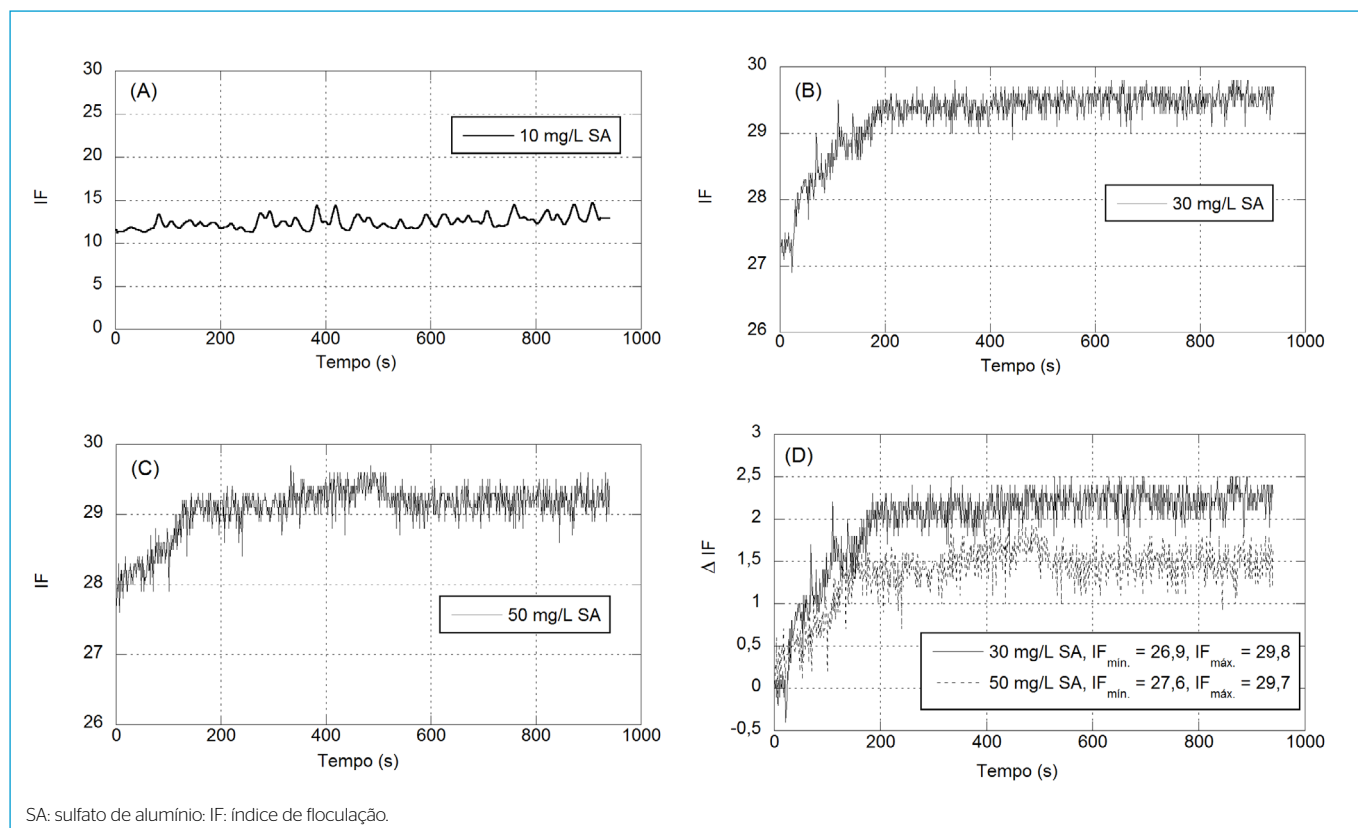 (A)
30
25
20
15
10
5
0
IF
10 mg/L SA
0 200 400 600 800 1000
Tempo (s)
(B)
30
29
28
27
26
IF
30 mg/L SA
0 200 400 600 800 1000
Tempo (s)
(C)
30
29
28
27
26
IF
50 mg/L SA
0 200 400 600 800 1000
Tempo (s)
(D)
3
2,5
2
1,5
1
0,5
0
-0,5
Δ IF
30 mg/L SA, IFmín. = 26,9, IFmáx. = 29,8
50 mg/L SA, IFmín. = 27,6, IFmáx. = 29,7
0 200 400 600 800 1000
Tempo (s)
SA: sulfato de alumínio: IF: índice de floculação.